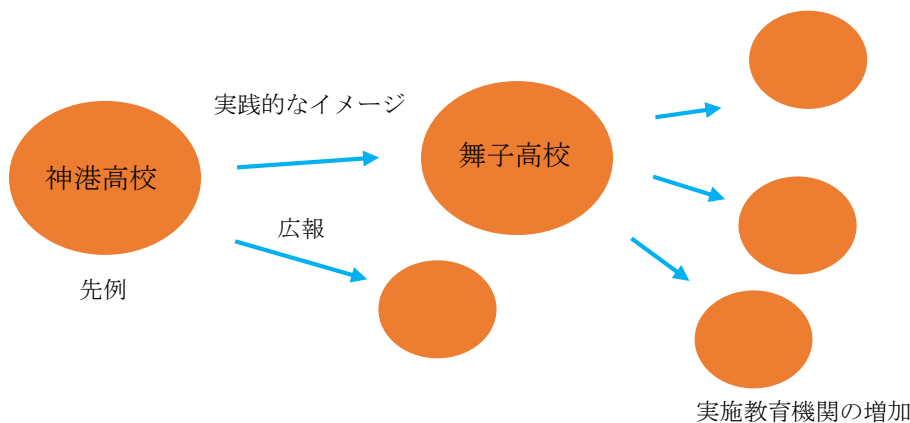 実践的なイメージ
神港高校
舞子高校
広報
先例
実施教育機関の増加